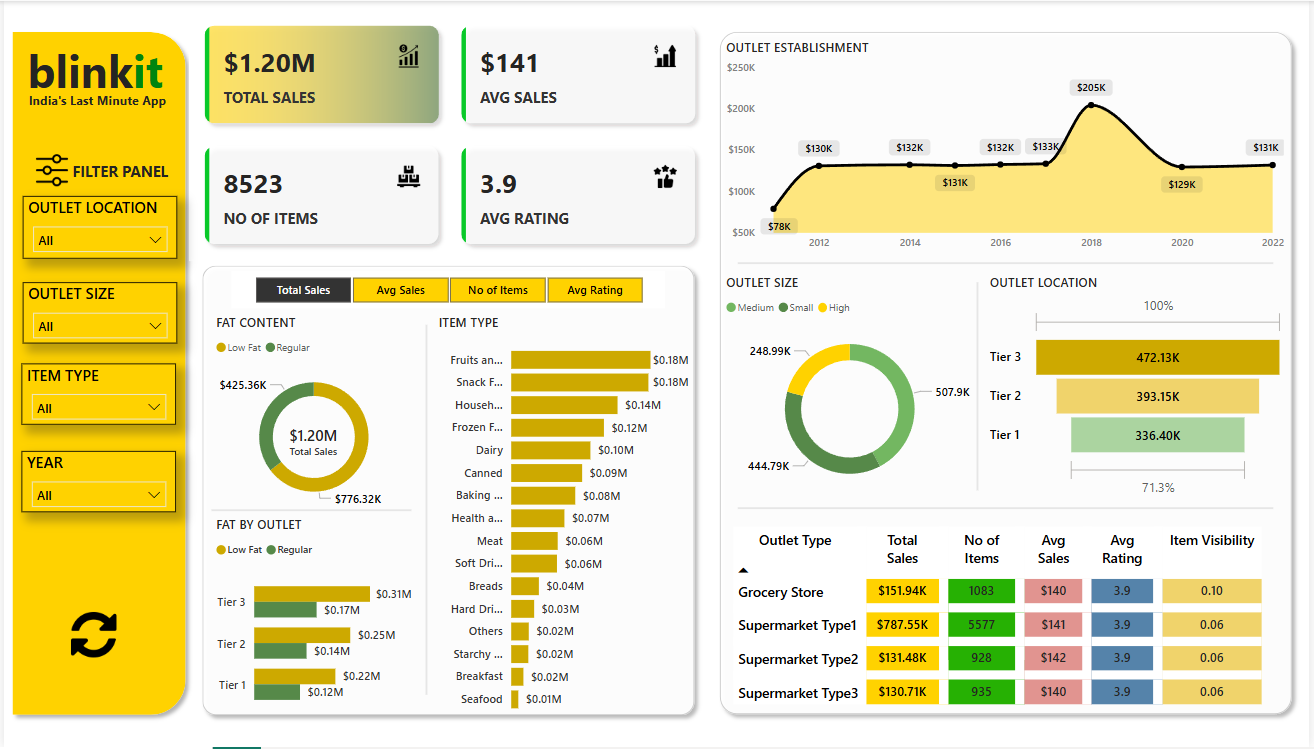 blinkit
India's Last Minute App
FILTER PANEL
OUTLET LOCATION
All
OUTLET SIZE
All
ITEM TYPE
All
YEAR
All
$1.20M
TOTAL SALES
$141
AVG SALES
8523
NO OF ITEMS
3.9
AVG RATING
Total Sales Avg Sales No of Items Avg Rating
FAT CONTENT
Low Fat Regular
$425.36K
$1.20M
Total Sales
$776.32K
FAT BY OUTLET
Low Fat Regular
Tier 3 $0.31M
$0.17M
Tier 2 $0.25M
$0.14M
Tier 1 $0.22M
$0.12M
ITEM TYPE
Fruits an... $0.18M
Snack F... $0.18M
Househ... $0.14M
Frozen F... $0.12M
Dairy $0.10M
Canned $0.09M
Baking ... $0.08M
Health a... $0.07M
Meat $0.06M
Soft Dri... $0.06M
Breads $0.04M
Hard Dri... $0.03M
Others $0.02M
Starchy ... $0.02M
Breakfast $0.02M
Seafood $0.01M
OUTLET ESTABLISHMENT
$250K
$200K
$150K
$100K
$50K
$78K
$130K
$132K
$131K
$132K
$133K
$205K
$129K
$131K
2012 2014 2016 2018 2020 2022
OUTLET SIZE
Medium Small High
248.99K
507.9K
444.79K
OUTLET LOCATION
100%
Tier 3 472.13K
Tier 2 393.15K
Tier 1 336.40K
71.3%
Outlet Type Total Sales No of Items Avg Sales Avg Rating Item Visibility
Grocery Store $151.94K 1083 $140 3.9 0.10
Supermarket Type1 $787.55K 5577 $141 3.9 0.06
Supermarket Type2 $131.48K 928 $142 3.9 0.06
Supermarket Type3 $130.71K 935 $140 3.9 0.06